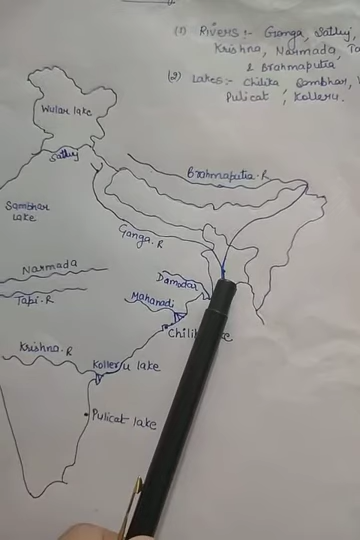 (1) Rivers:- Ganga, Satluj,
Krishna, Narmada, Ta
& Brahmaputra
(2) Lakes:- Chilika Sambhar,
Pulicat, Kolleru.
Wular lake
Satluj
Brahmaputra.R
Sambhar
lake
Ganga.R
Narmada
Damodar
Tapi.R
Mahanadi
Krishna.R
Kolleru lake
Pulicat lake